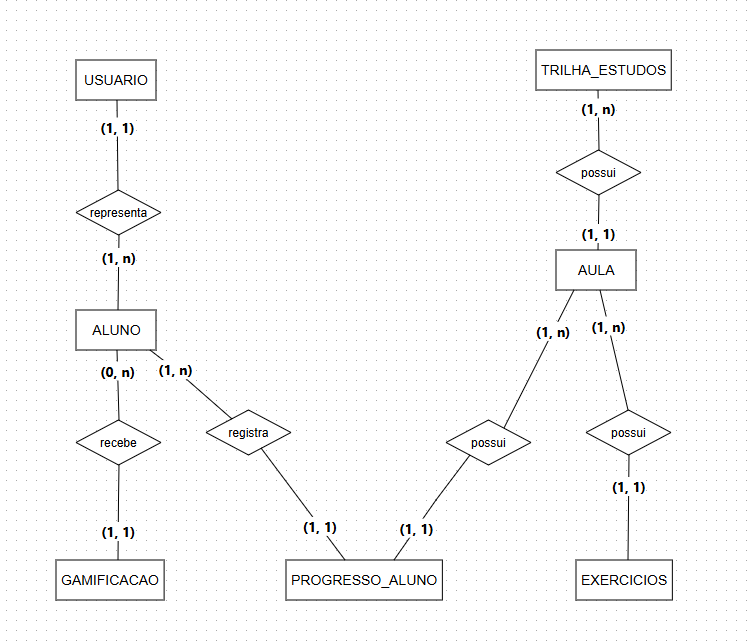 USUARIO
(1, 1)
representa
(1, n)
ALUNO
(0, n)
(1, n)
recebe
registra
(1, 1)
(1, 1)
GAMIFICACAO
PROGRESSO_ALUNO
TRILHA_ESTUDOS
(1, n)
possui
(1, 1)
AULA
(1, n)
(1, n)
possui
possui
(1, 1)
(1, 1)
EXERCICIOS